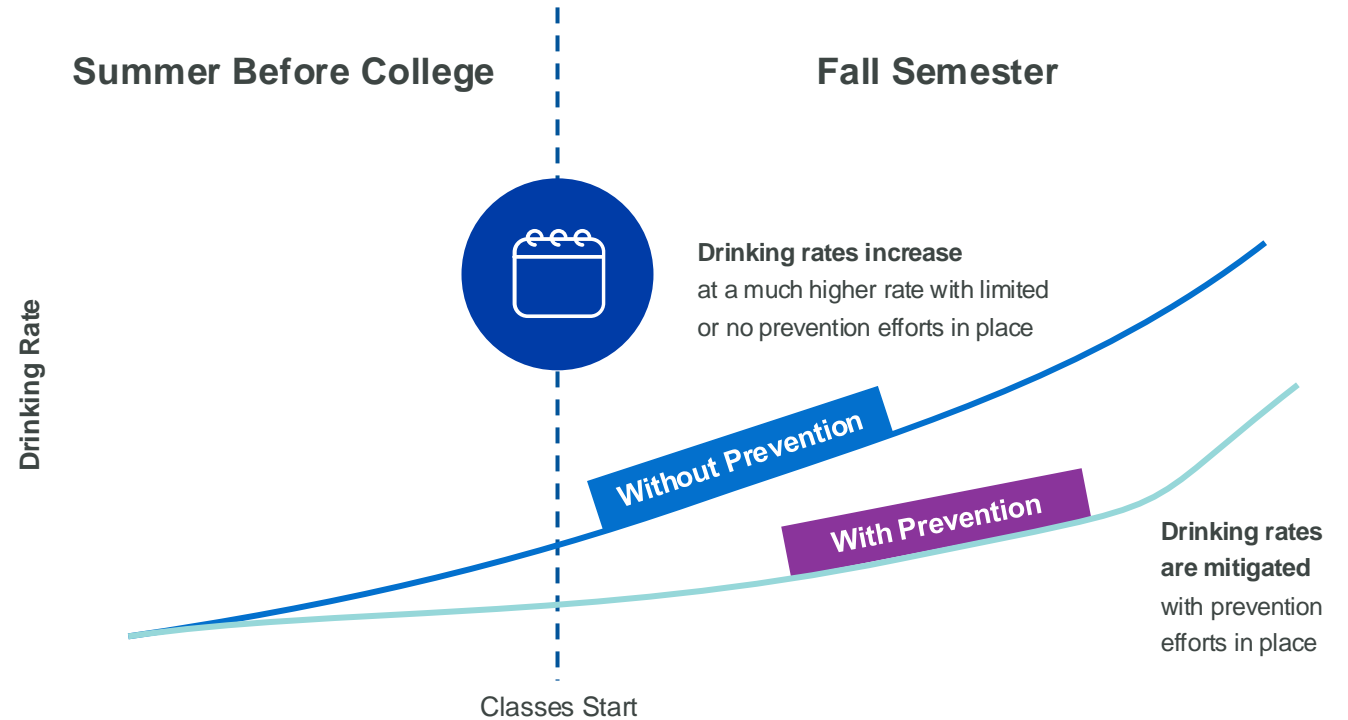 Summer Before College
Fall Semester
Drinking rates increase
at a much higher rate with limited
or no prevention efforts in place
Drinking Rate
Without Prevention
With Prevention
Drinking rates
are mitigated
with prevention
efforts in place
Classes Start